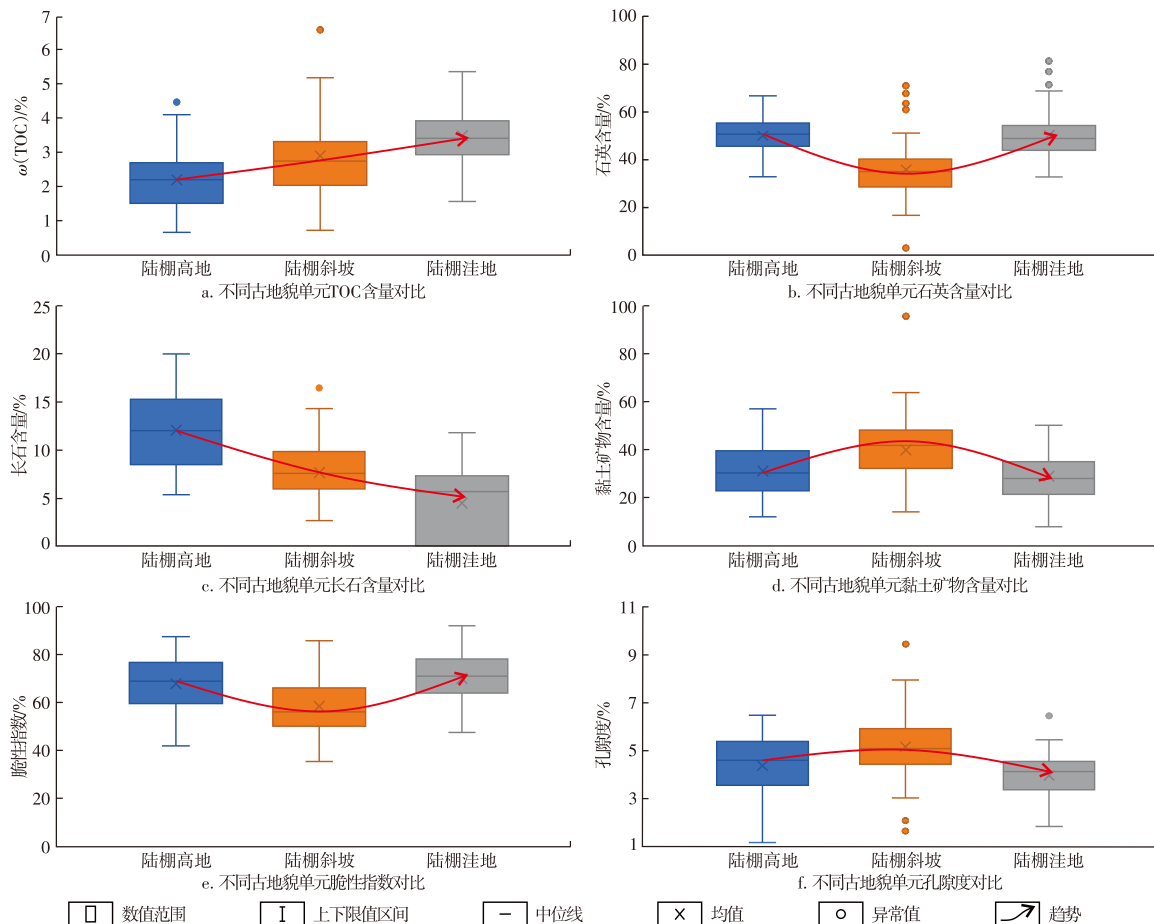 7
6
5
4
3
2
1
0
ω(TOC)/%
陆棚高地 陆棚斜坡 陆棚洼地
a. 不同古地貌单元TOC含量对比
100
80
60
40
20
0
石英含量/%
陆棚高地 陆棚斜坡 陆棚洼地
b. 不同古地貌单元石英含量对比
25
20
15
10
5
0
长石含量/%
陆棚高地 陆棚斜坡 陆棚洼地
c. 不同古地貌单元长石含量对比
100
80
60
40
20
0
黏土矿物含量/%
陆棚高地 陆棚斜坡 陆棚洼地
d. 不同古地貌单元黏土矿物含量对比
100
80
60
40
20
0
脆性指数/%
陆棚高地 陆棚斜坡 陆棚洼地
e. 不同古地貌单元脆性指数对比
11
9
7
5
3
1
孔隙度/%
陆棚高地 陆棚斜坡 陆棚洼地
f. 不同古地貌单元孔隙度对比
数值范围 上下限值区间 中位线 均值 异常值 趋势